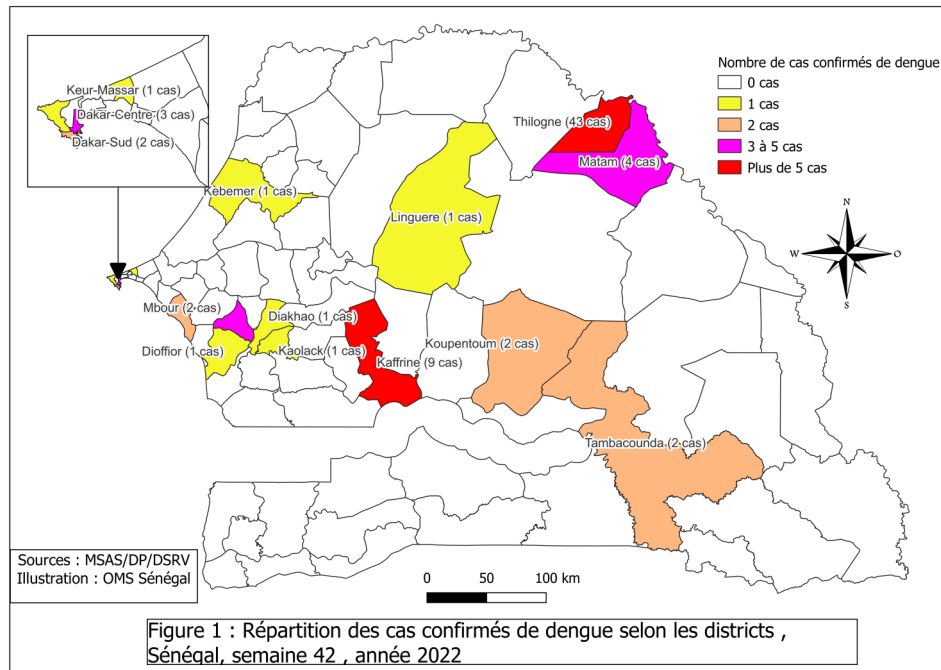 Keur-Massar (1 cas)
Dakar-Centre (3 cas)
Dakar-Sud (2 cas)
Nombre de cas confirmés de dengue
0 cas
1 cas
2 cas
3 à 5 cas
Plus de 5 cas
Thilogne (43 cas)
Matam (4 cas)
Kebemer (1 cas)
Linguere (1 cas)
N
W
O
S
Mbour (2 cas)
Diakhao (1 cas)
Dioffior (1 cas)
Kaolack (1 cas)
Kaffrine (9 cas)
Koupentoum (2 cas)
Tambacounda (2 cas)
Sources : MSAS/DP/DSRV
Illustration : OMS Sénégal
0 50 100 km
Figure 1 : Répartition des cas confirmés de dengue selon les districts ,
Sénégal, semaine 42 , année 2022